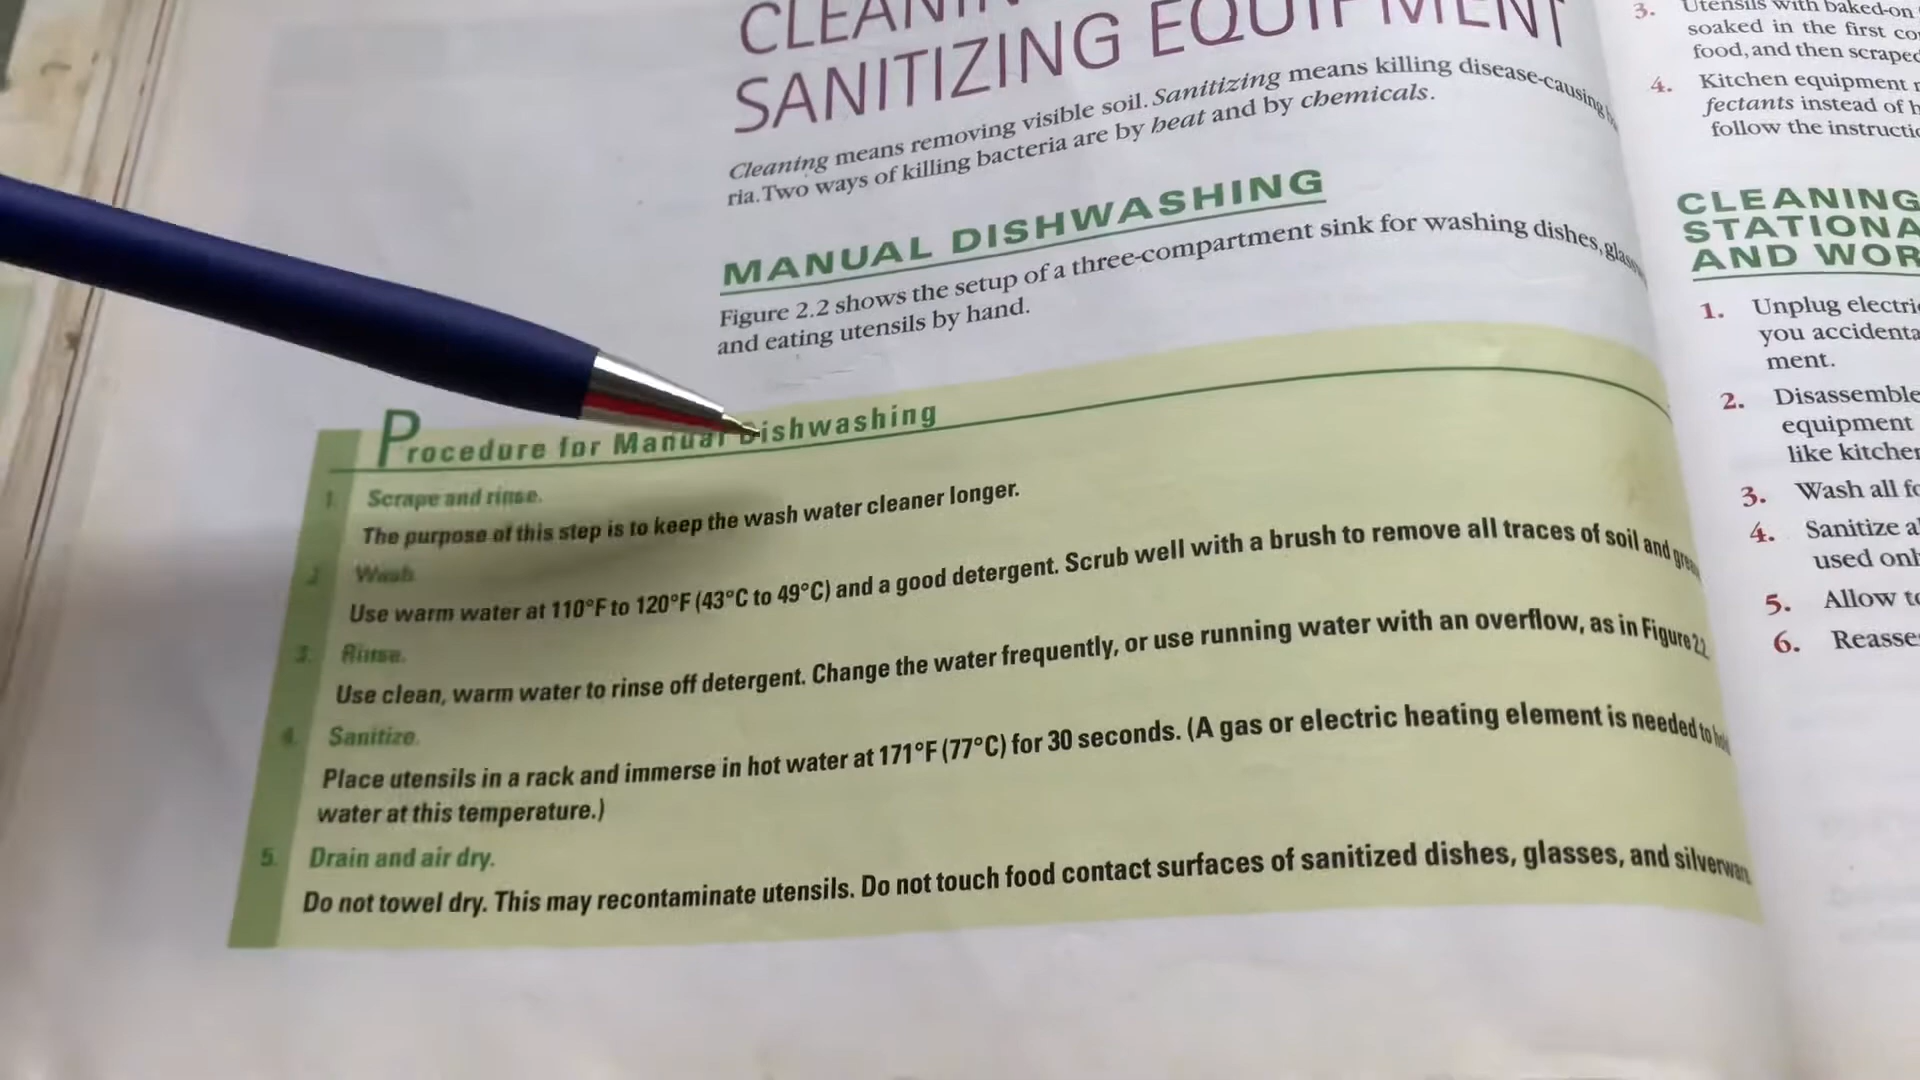 SANITIZING EQUIPMENT
Cleaning means removing visible soil. Sanitizing means killing disease-causing
ria. Two ways of killing bacteria are by heat and by chemicals.
MANUAL DISHWASHING
Figure 2.2 shows the setup of a three-compartment sink for washing dishes,
and eating utensils by hand.
Procedure for Manual Dishwashing
1. Scrape and rinse.
The purpose of this step is to keep the wash water cleaner longer.
2. Wash.
Use warm water at 110°F to 120°F (43°C to 49°C) and a good detergent. Scrub well with a brush to remove all traces of soil and
3. Rinse.
Use clean, warm water to rinse off detergent. Change the water frequently, or use running water with an overflow, as in Figure 2.2.
4. Sanitize.
Place utensils in a rack and immerse in hot water at 171°F (77°C) for 30 seconds. (A gas or electric heating element is needed to
water at this temperature.)
5. Drain and air dry.
Do not towel dry. This may recontaminate utensils. Do not touch food contact surfaces of sanitized dishes, glasses, and
3. Utensils with baked-on
soaked in the first
food, and then
4. Kitchen equipment
fectants instead of
follow the
CLEANING
AND
1. Unplug
you
ment.
2. Disassemble
equipment
like
3. Wash all
4. Sanitize
used
5. Allow
6.